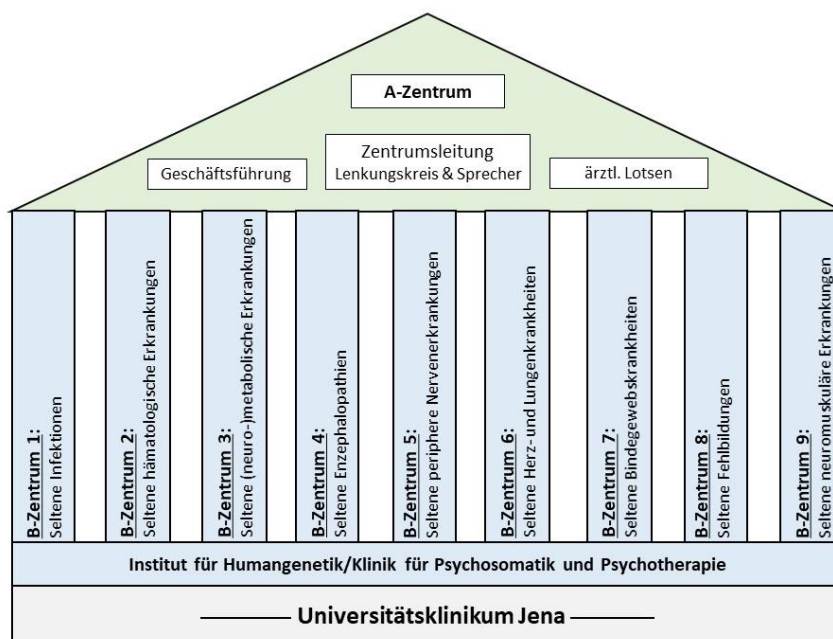 A-Zentrum
Geschäftsführung
Zentrumsleitung
Lenkungskreis & Sprecher
ärztl. Lotsen
B-Zentrum 1:
Seltene Infektionen
B-Zentrum 2:
Seltene hämatologische Erkrankungen
B-Zentrum 3:
Seltene (neuro-)metabolische Erkrankungen
B-Zentrum 4:
Seltene Enzephalopathien
B-Zentrum 5:
Seltene periphere Nervenerkrankungen
B-Zentrum 6:
Seltene Herz- und Lungenkrankheiten
B-Zentrum 7:
Seltene Bindegewebskrankheiten
B-Zentrum 8:
Seltene Fehlbildungen
B-Zentrum 9:
Seltene neuromuskuläre Erkrankungen
Institut für Humangenetik/Klinik für Psychosomatik und Psychotherapie
Universitätsklinikum Jena